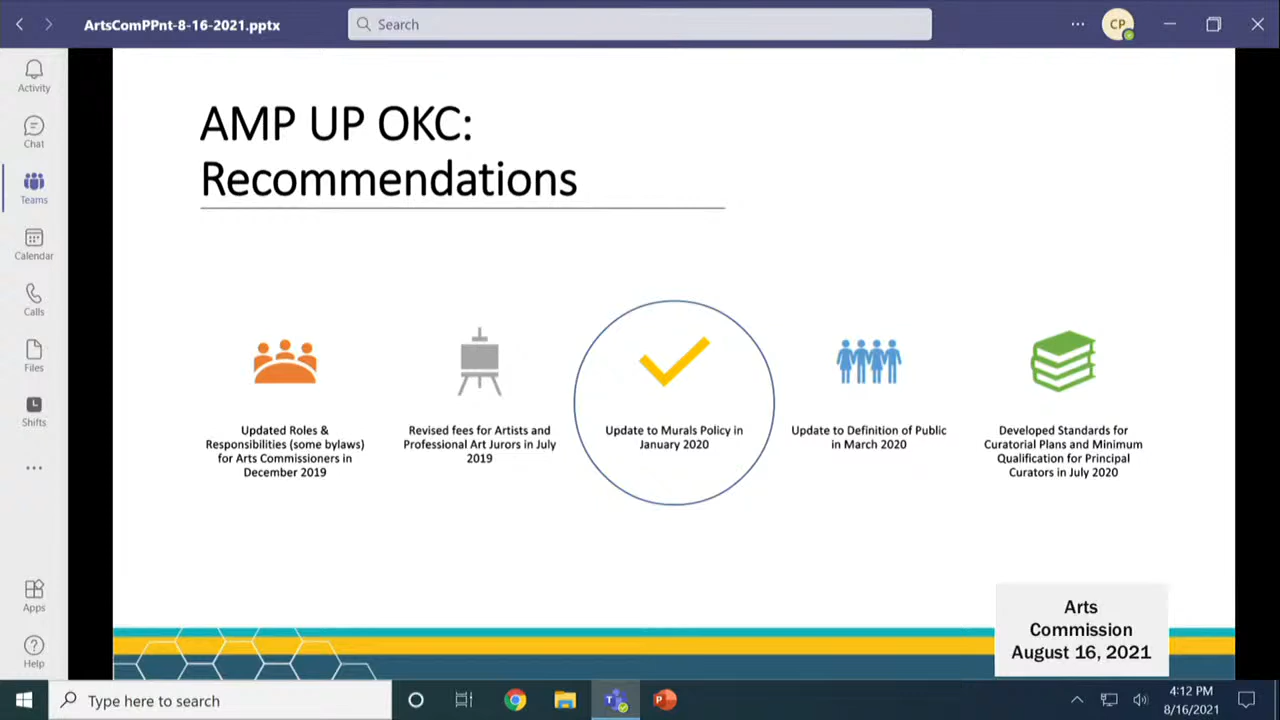 ArtsComPPnt-8-16-2021.pptx
Search
CP
Activity
Chat
Teams
Calendar
Calls
Files
Shifts
Apps
Help
AMP UP OKC:
Recommendations
Updated Roles &
Responsibilities (some bylaws)
for Arts Commissioners in
December 2019
Revised fees for Artists and
Professional Art Jurors in July
2019
Update to Murals Policy in
January 2020
Update to Definition of Public
in March 2020
Developed Standards for
Curatorial Plans and Minimum
Qualification for Principal
Curators in July 2020
Arts
Commission
August 16, 2021
Type here to search
4:12 PM
8/16/2021